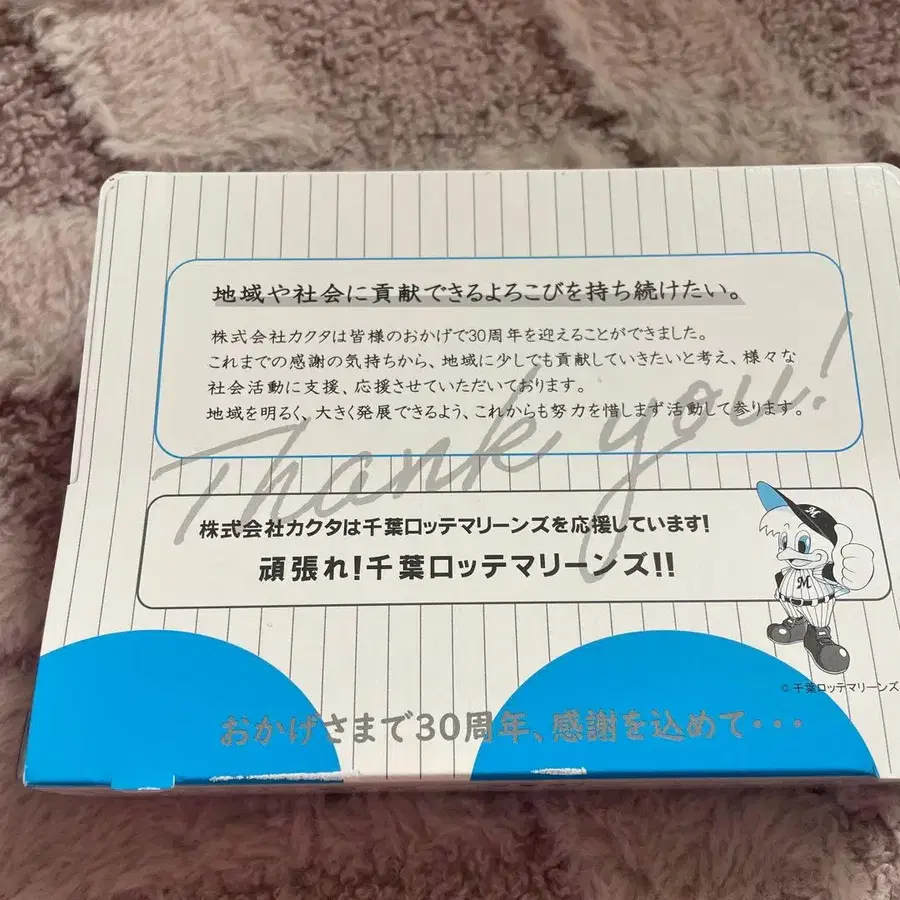 地域や社会に貢献できるよろこびを持ち続けたい。
株式会社カクタは皆様のおかげで30周年を迎えることができました。
これまでの感謝の気持ちから、地域に少しでも貢献していきたいと考え、様々な
社会活動に支援、応援させていただいております。
地域を明るく、大きく発展できるよう、これからも努力を惜しまず活動して参ります。
Thank you!
株式会社カクタは千葉ロッテマリーンズを応援しています!
頑張れ!千葉ロッテマリーンズ!!
M
M
© 千葉ロッテマリーンズ
おかげさまで30周年、感謝を込めて・・・